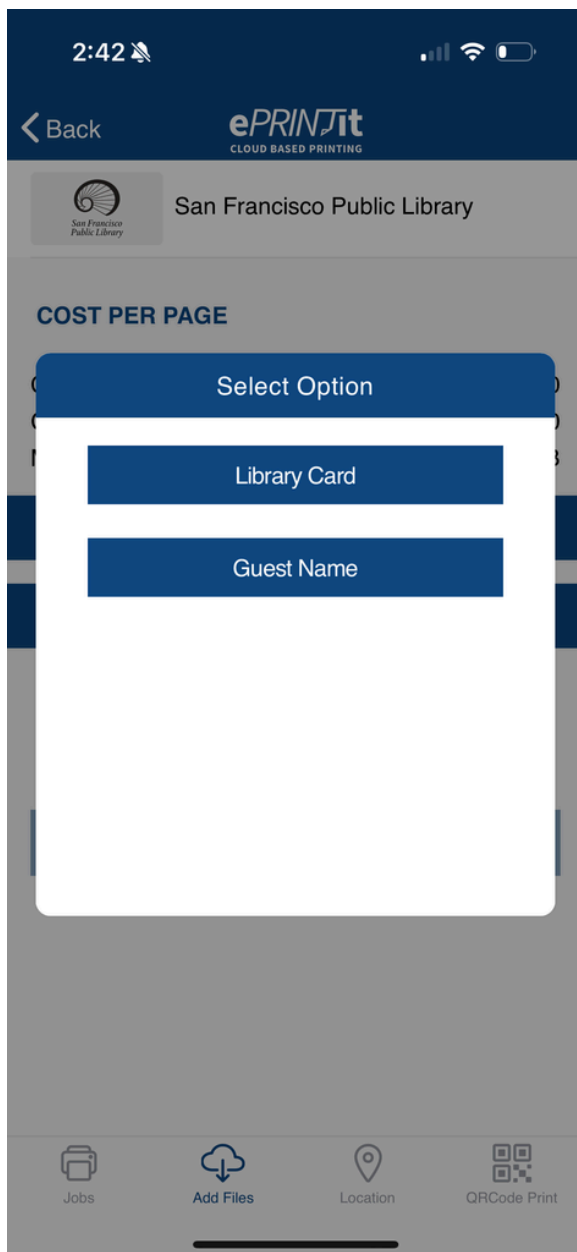 2:42
Back
ePRINTit
CLOUD BASED PRINTING
San Francisco
Public Library
San Francisco Public Library
COST PER PAGE
Select Option
Library Card
Guest Name
Jobs
Add Files
Location
QRCode Print